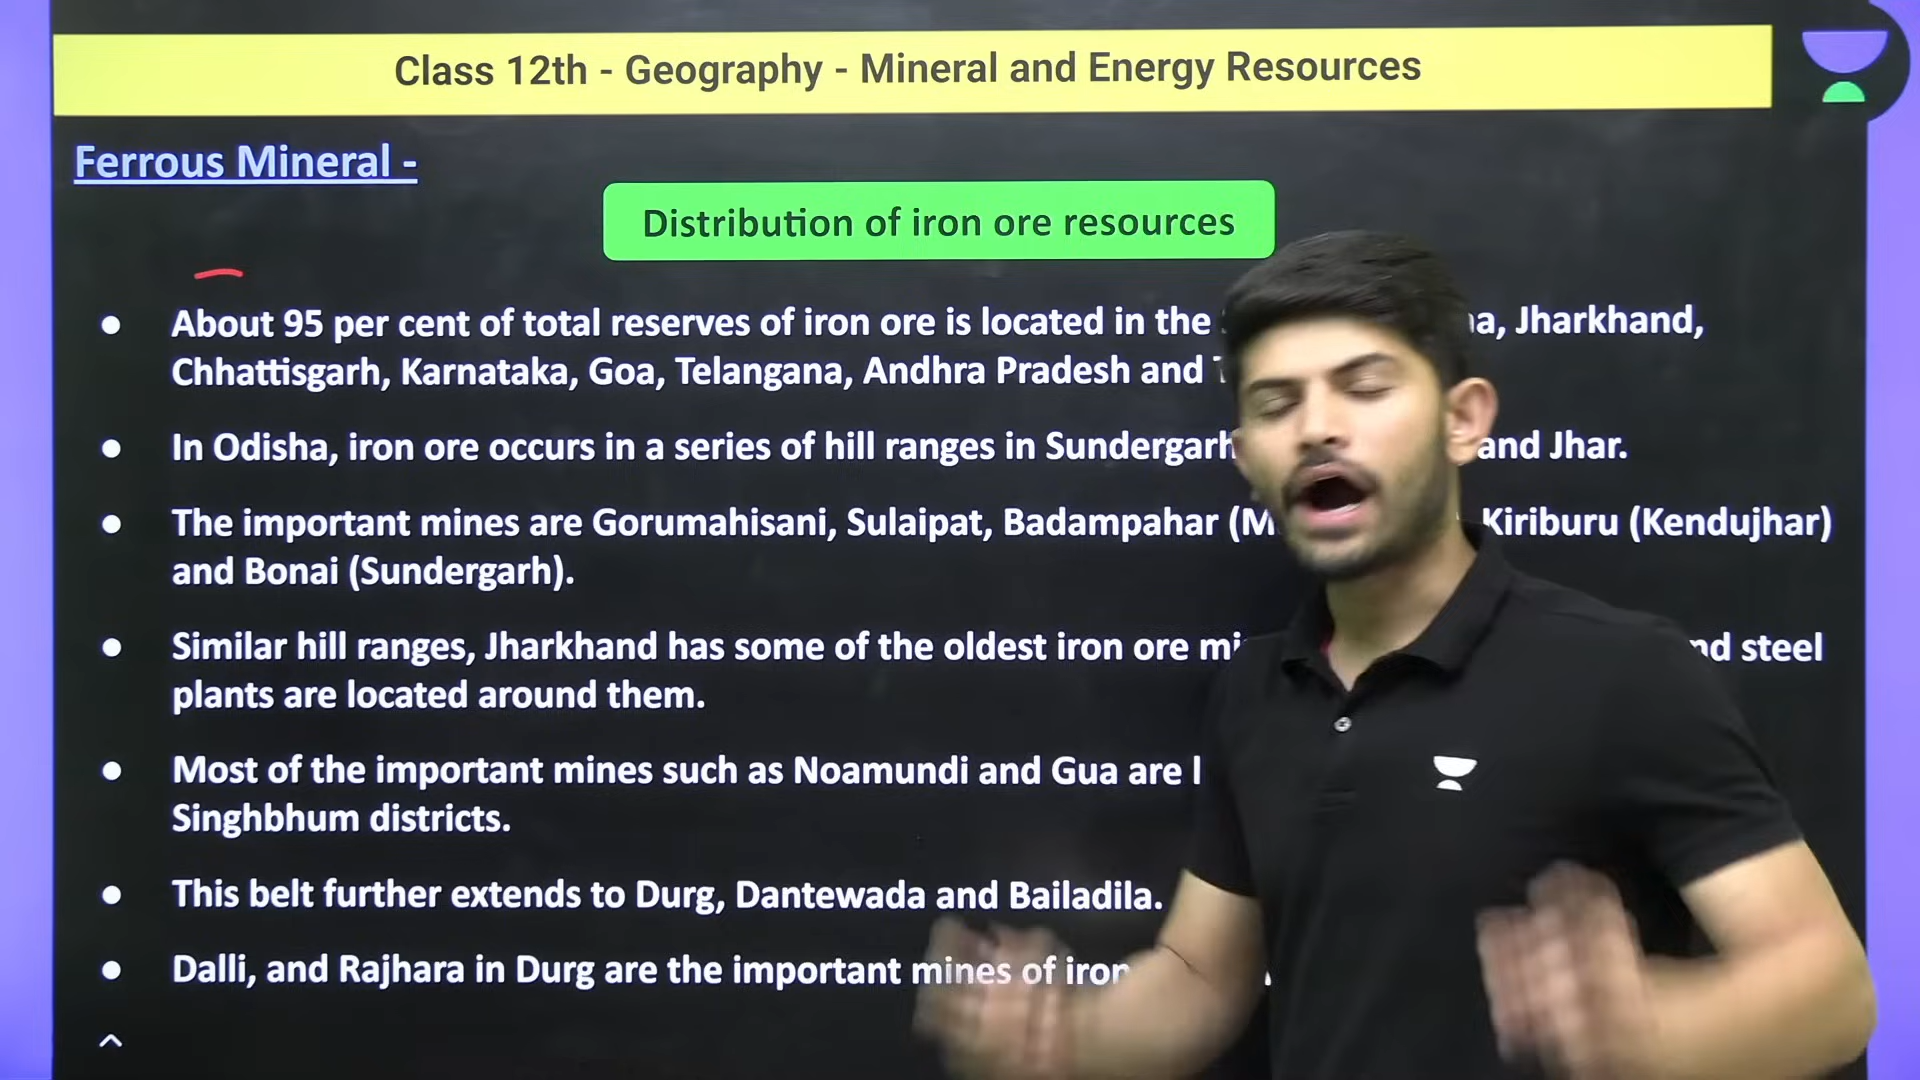 Class 12th - Geography - Mineral and Energy Resources
Ferrous Mineral -
Distribution of iron ore resources
● About 95 per cent of total reserves of iron ore is located in the Jharkhand,
Chhattisgarh, Karnataka, Goa, Telangana, Andhra Pradesh and
● In Odisha, iron ore occurs in a series of hill ranges in Sundergarh and Jhar.
● The important mines are Gorumahisani, Sulaipat, Badampahar Kiriburu (Kendujhar)
and Bonai (Sundergarh).
● Similar hill ranges, Jharkhand has some of the oldest iron ore steel
plants are located around them.
● Most of the important mines such as Noamundi and Gua are
Singhbhum districts.
● This belt further extends to Durg, Dantewada and Bailadila.
● Dalli, and Rajhara in Durg are the important mines of iron